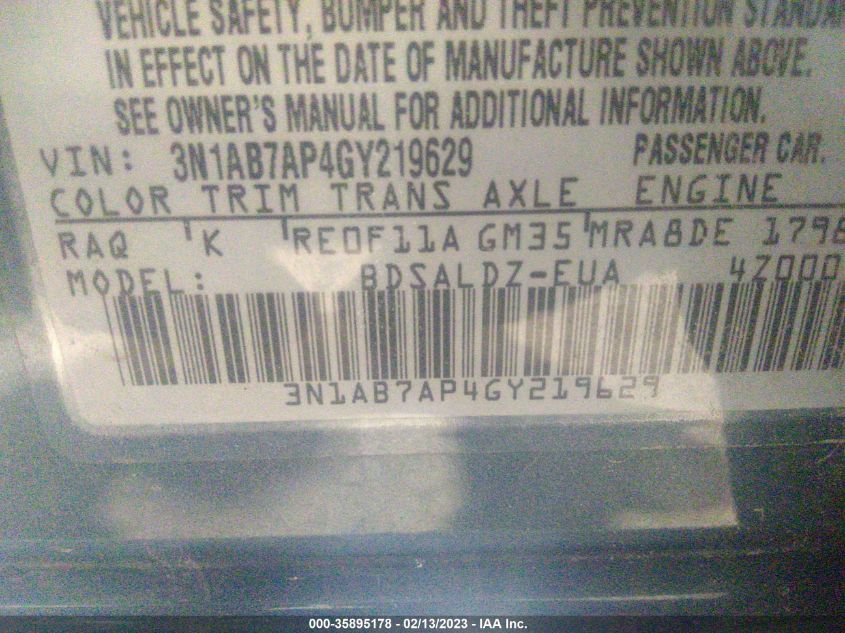 VEHICLE SAFETY, BUMPER AND THEFT PREVENTION
IN EFFECT ON THE DATE OF MANUFACTURE SHOWN ABOVE.
SEE OWNER'S MANUAL FOR ADDITIONAL INFORMATION.
VIN: 3N1AB7AP4GY219629 PASSENGER CAR.
COLOR TRIM TRANS AXLE ENGINE
RAQ K RE0F11A GM35 MRA8DE 1798
MODEL: BDSALDZ-EUA 4Z000
3N1AB7AP4GY219629
000-35895178 - 02/13/2023 - IAA Inc.